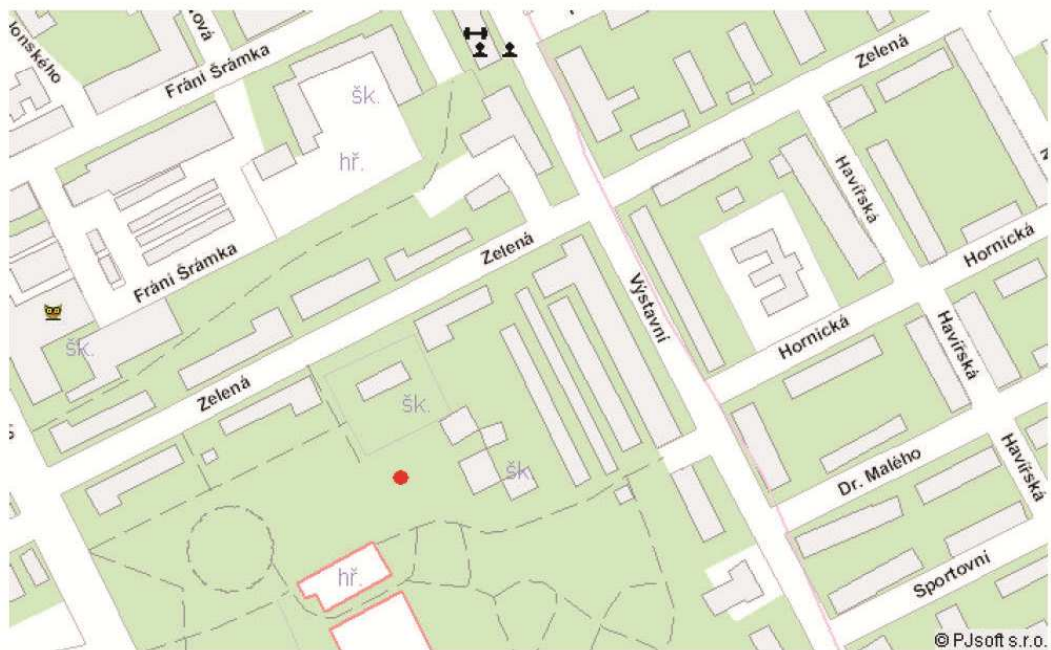 Fráni Šrámka
Zelená
šk.
hř.
Havířská
Zelená
Hornická
Fráni Šrámka
Výstavní
Hornická
šk.
Havířská
Zelená
šk.
Havířská
Dr. Malého
šk.
hř.
Sportovní
© PJsoft s.r.o.